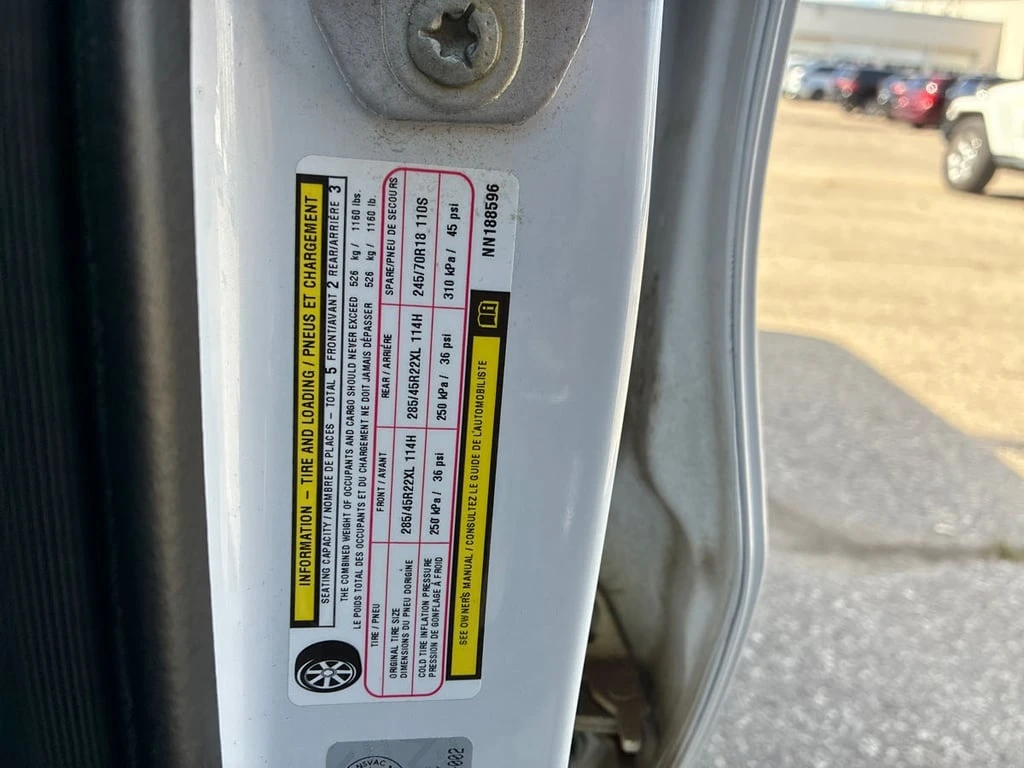 INFORMATION – TIRE AND LOADING / PNEUS ET CHARGEMENT
SEATING CAPACITY / NOMBRE DE PLACES – TOTAL 5 FRONT/AVANT 2 REAR/ARRIÈRE 3
THE COMBINED WEIGHT OF OCCUPANTS AND CARGO SHOULD NEVER EXCEED 526 kg / 1160 lbs.
LE POIDS TOTAL DES OCCUPANTS ET DU CHARGEMENT NE DOIT JAMAIS DÉPASSER 526 kg / 1160 lb.
TIRE / PNEU FRONT / AVANT REAR / ARRIÈRE SPARE/PNEU DE SECOURS
ORIGINAL TIRE SIZE
DIMENSIONS DU PNEU DORIGINE
285/45R22XL 114H 285/45R22XL 114H 245/70R18 110S
COLD TIRE INFLATION PRESSURE
PRESSION DE GONFLAGE À FROID
250 kPa / 36 psi 250 kPa / 36 psi 310 kPa / 45 psi
SEE OWNER'S MANUAL / CONSULTEZ LE GUIDE DE L'AUTOMOBILISTE
NN188596
NSVAC